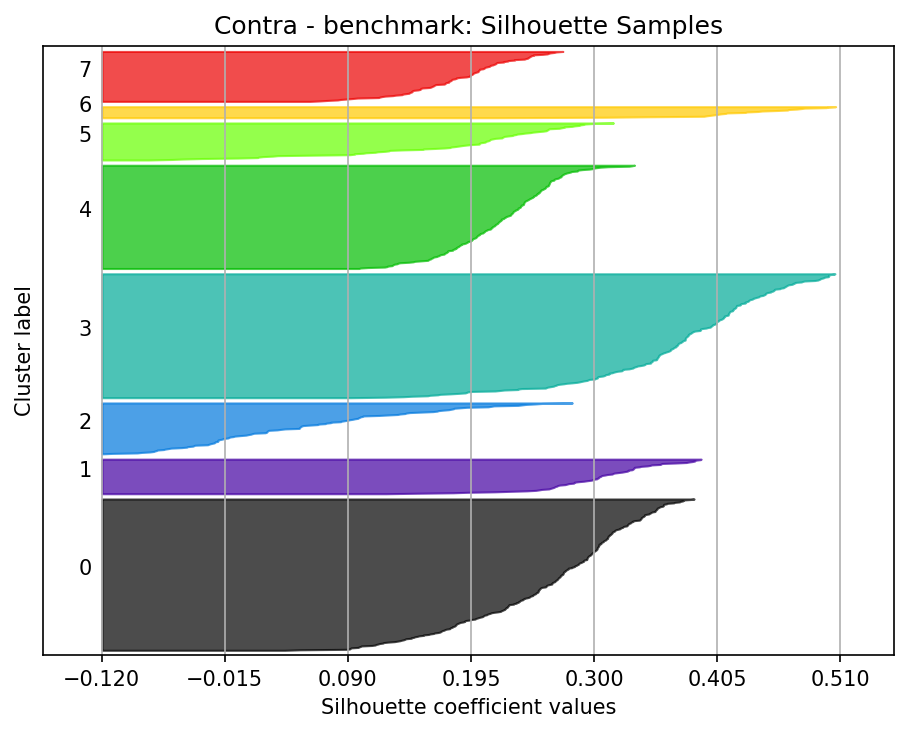 Contra - benchmark: Silhouette Samples
7
6
5
4
3
2
1
0
Cluster label
−0.120 −0.015 0.090 0.195 0.300 0.405 0.510
Silhouette coefficient values